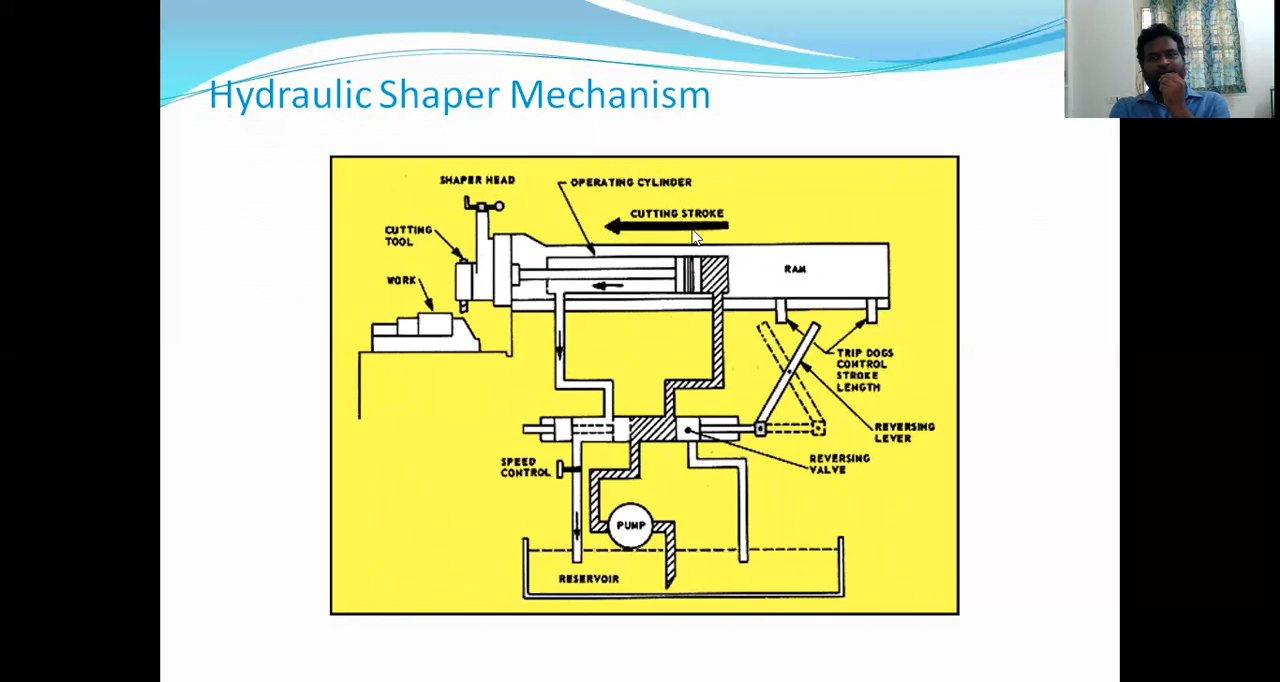 Hydraulic Shaper Mechanism
SHAPER HEAD
OPERATING CYLINDER
CUTTING STROKE
CUTTING
TOOL
RAM
WORK
TRIP DOGS
CONTROL
STROKE
LENGTH
REVERSING
LEVER
REVERSING
VALVE
SPEED
CONTROL
PUMP
RESERVOIR